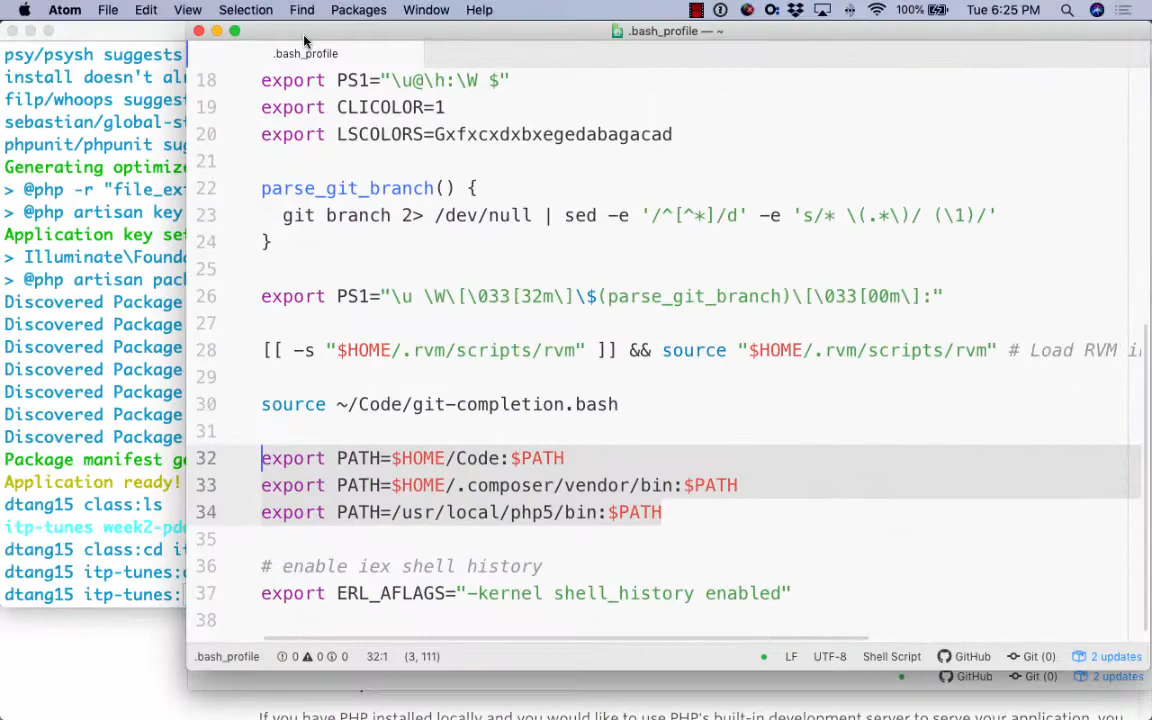 Atom File Edit View Selection Find Packages Window Help 100% Tue 6:25 PM
.bash_profile — ~
.bash_profile
psy/psysh suggests
install doesn't al
filp/whoops sugges
sebastian/global-s
phpunit/phpunit su
Generating optimiz
> @php -r "file_ex
> @php artisan key
Application key se
> Illuminate\Found
> @php artisan pac
Discovered Package
Discovered Package
Discovered Package
Discovered Package
Discovered Package
Discovered Package
Discovered Package
Package manifest ge
Application ready!
dtang15 class:ls
itp-tunes week2-pd
dtang15 class:cd it
dtang15 itp-tunes:
dtang15 itp-tunes:
18 export PS1="\u@\h:\W $"
19 export CLICOLOR=1
20 export LSCOLORS=Gxfxcxdxbxegedabagacad
21
22 parse_git_branch() {
23 git branch 2> /dev/null | sed -e '/^[^*]/d' -e 's/* \(.*\)/ (\1)/'
24 }
25
26 export PS1="\u \W\[\033[32m\]\$(parse_git_branch)\[\033[00m\]:"
27
28 [[ -s "$HOME/.rvm/scripts/rvm" ]] && source "$HOME/.rvm/scripts/rvm" # Load RVM i
29
30 source ~/Code/git-completion.bash
31
32 export PATH=$HOME/Code:$PATH
33 export PATH=$HOME/.composer/vendor/bin:$PATH
34 export PATH=/usr/local/php5/bin:$PATH
35
36 # enable iex shell history
37 export ERL_AFLAGS="-kernel shell_history enabled"
38
.bash_profile 0 0 0 32:1 (3, 111) LF UTF-8 Shell Script GitHub Git (0) 2 updates
GitHub Git (0) 2 updates
If you have PHP installed locally and you would like to use PHP's built-in development server to serve your application, you